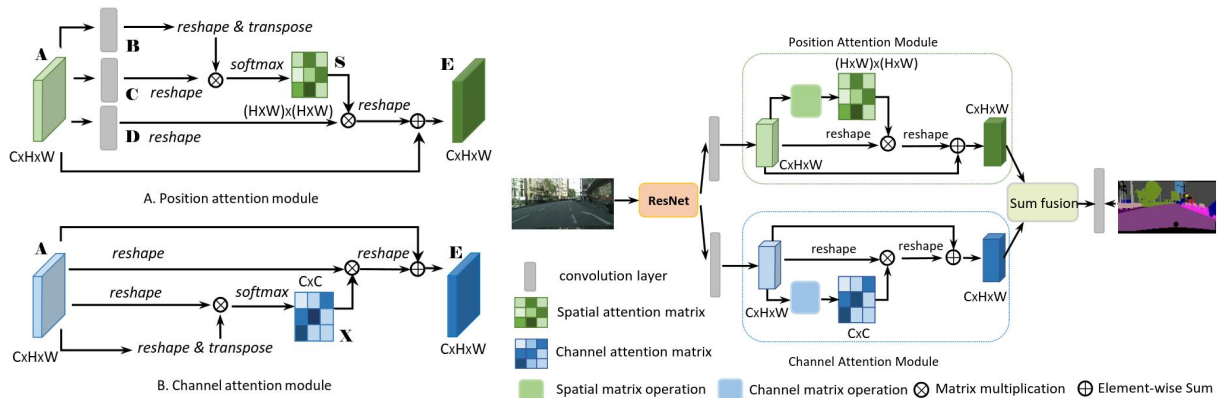 A
B
reshape & transpose
softmax
S
E
C
reshape
(HxW)x(HxW)
reshape
D
reshape
CxHxW
CxHxW
A. Position attention module
A
reshape
CxC
reshape
E
reshape
softmax
X
CxHxW
reshape & transpose
CxHxW
B. Channel attention module
Position Attention Module
(HxW)x(HxW)
CxHxW
reshape
reshape
CxHxW
ResNet
Sum fusion
reshape
reshape
convolution layer
CxHxW
CxHxW
CxC
Spatial attention matrix
Channel attention matrix
Channel Attention Module
Spatial matrix operation
Channel matrix operation
Matrix multiplication
Element-wise Sum